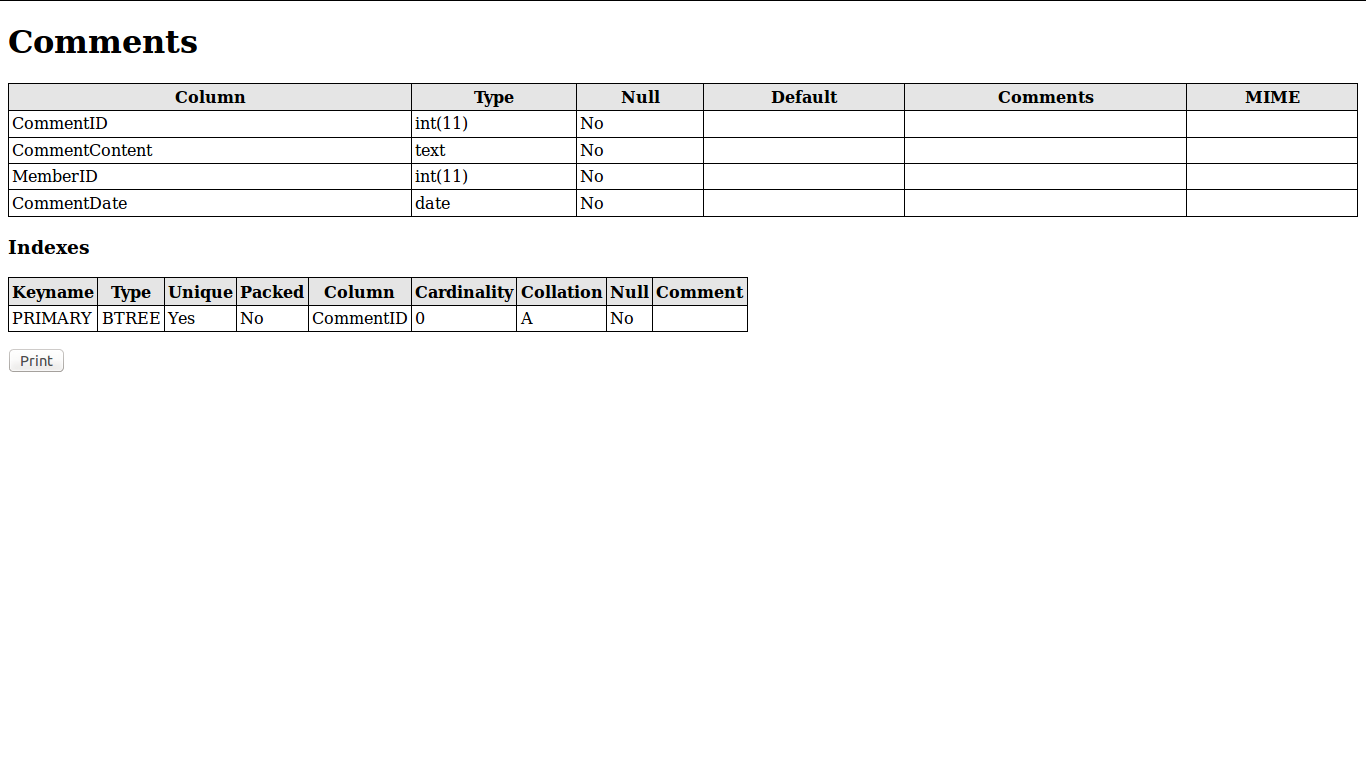 Comments
Column Type Null Default Comments MIME
CommentID int(11) No
CommentContent text No
MemberID int(11) No
CommentDate date No
Indexes
Keyname Type Unique Packed Column Cardinality Collation Null Comment
PRIMARY BTREE Yes No CommentID 0 A No
Print